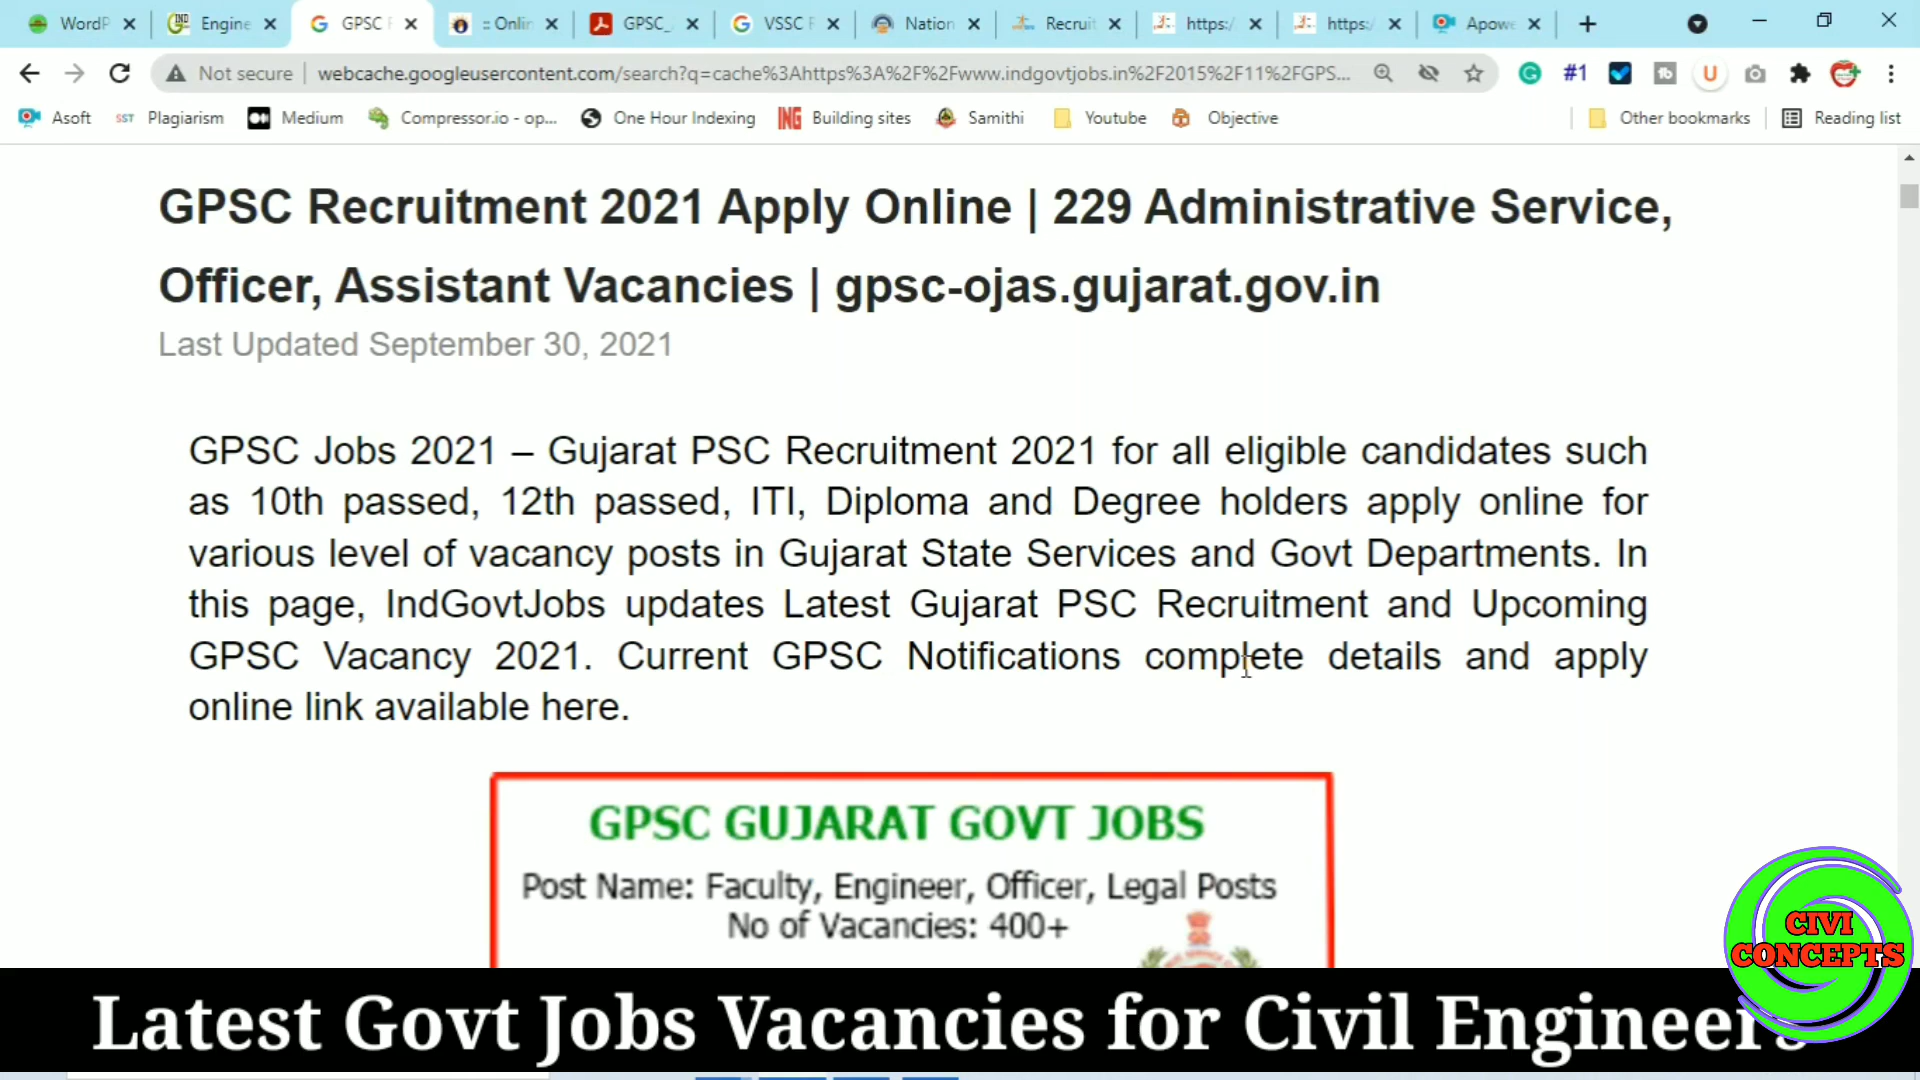 WordP
Engine
GPSC R
:: Onlin
GPSC_
VSSC F
Nation
Recruit
https:/
https:/
Apowe
Not secure
webcache.googleusercontent.com/search?q=cache%3Ahttps%3A%2F%2Fwww.indgovtjobs.in%2F2015%2F11%2FGPS...
#1
Asoft
SST Plagiarism
Medium
Compressor.io - op...
One Hour Indexing
ING Building sites
Samithi
Youtube
Objective
Other bookmarks
Reading list
GPSC Recruitment 2021 Apply Online | 229 Administrative Service,
Officer, Assistant Vacancies | gpsc-ojas.gujarat.gov.in
Last Updated September 30, 2021
GPSC Jobs 2021 – Gujarat PSC Recruitment 2021 for all eligible candidates such
as 10th passed, 12th passed, ITI, Diploma and Degree holders apply online for
various level of vacancy posts in Gujarat State Services and Govt Departments. In
this page, IndGovtJobs updates Latest Gujarat PSC Recruitment and Upcoming
GPSC Vacancy 2021. Current GPSC Notifications complete details and apply
online link available here.
GPSC GUJARAT GOVT JOBS
Post Name: Faculty, Engineer, Officer, Legal Posts
No of Vacancies: 400+
CIVI
CONCEPTS
Latest Govt Jobs Vacancies for Civil Engineers